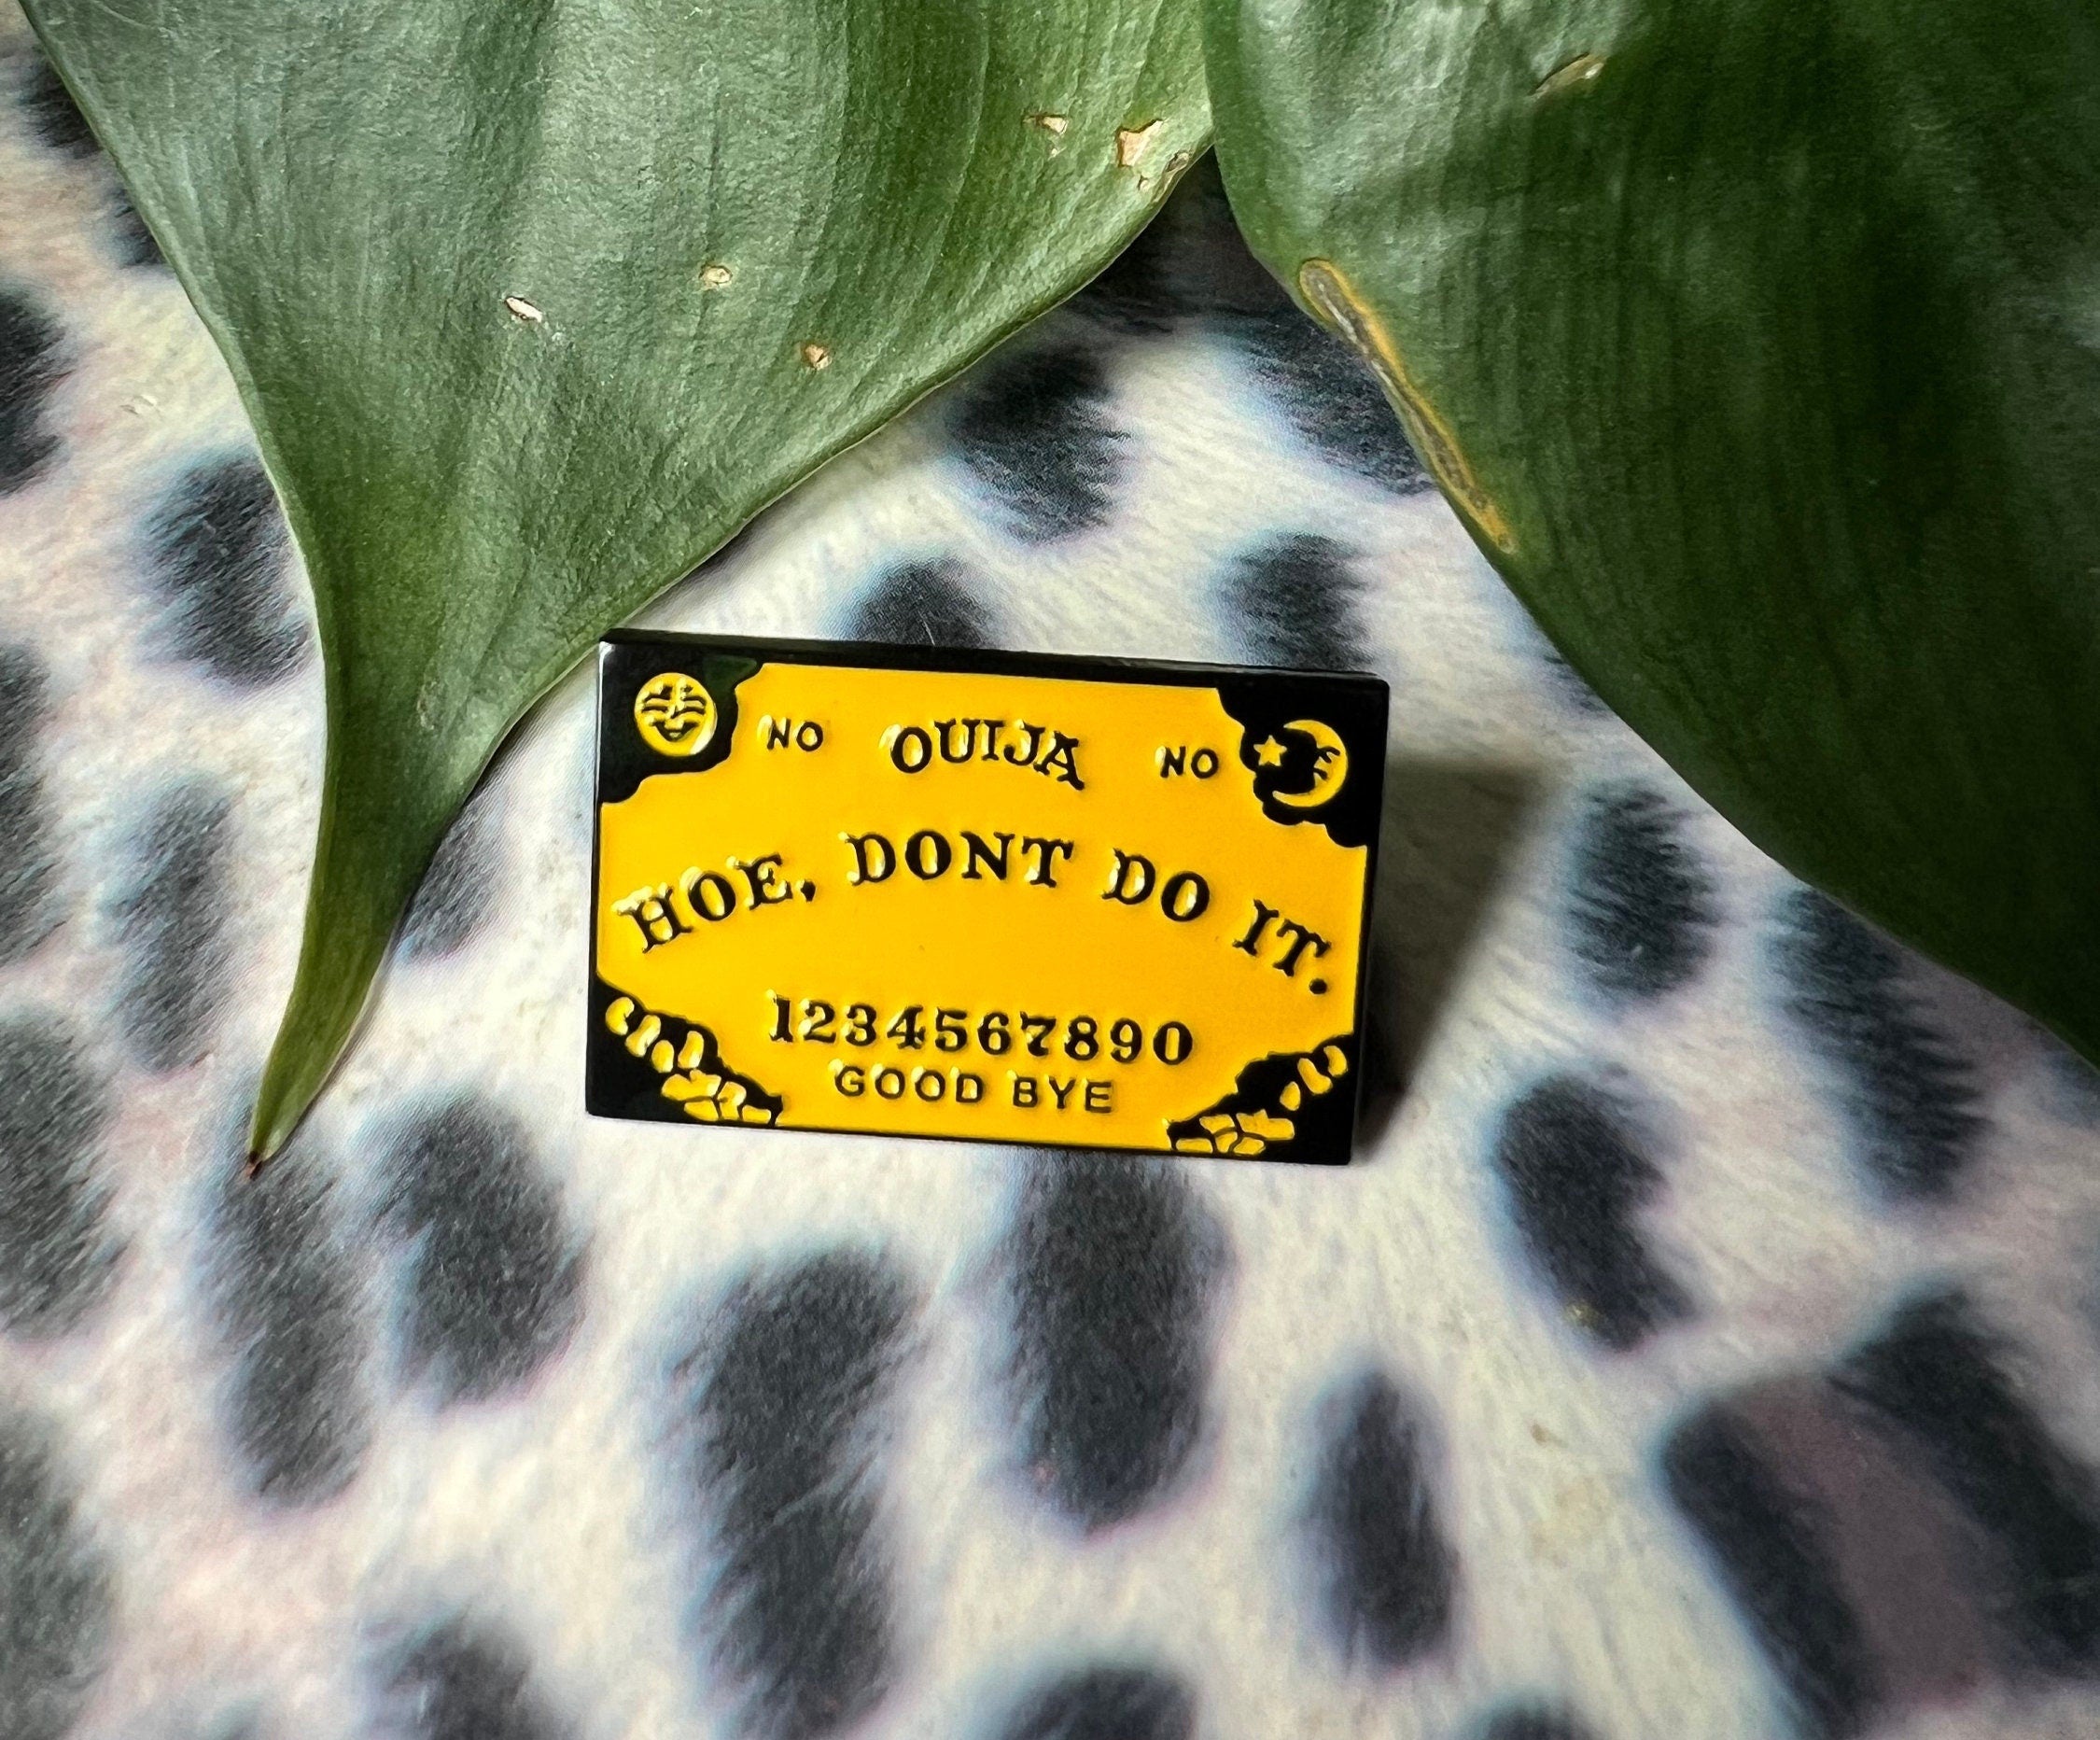 NO OUIJA NO
HOE, DONT DO IT.
1234567890
GOOD BYE